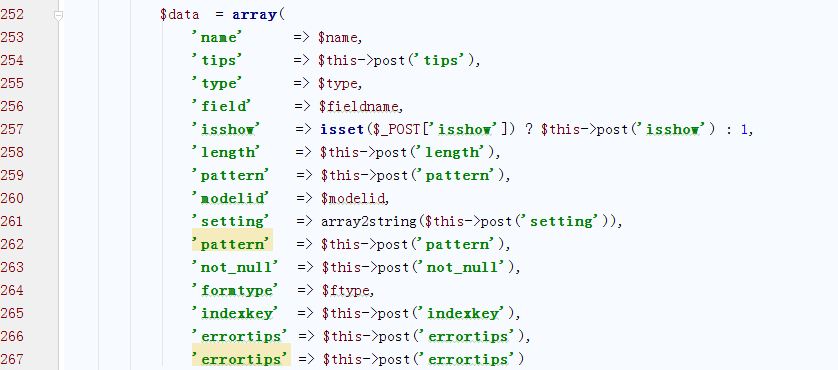 252 $data = array(
253 'name' => $name,
254 'tips' => $this->post('tips'),
255 'type' => $type,
256 'field' => $fieldname,
257 'isshow' => isset($_POST['isshow']) ? $this->post('isshow') : 1,
258 'length' => $this->post('length'),
259 'pattern' => $this->post('pattern'),
260 'modelid' => $modelid,
261 'setting' => array2string($this->post('setting')),
262 'pattern' => $this->post('pattern'),
263 'not_null' => $this->post('not_null'),
264 'formtype' => $ftype,
265 'indexkey' => $this->post('indexkey'),
266 'errortips' => $this->post('errortips'),
267 'errortips' => $this->post('errortips')